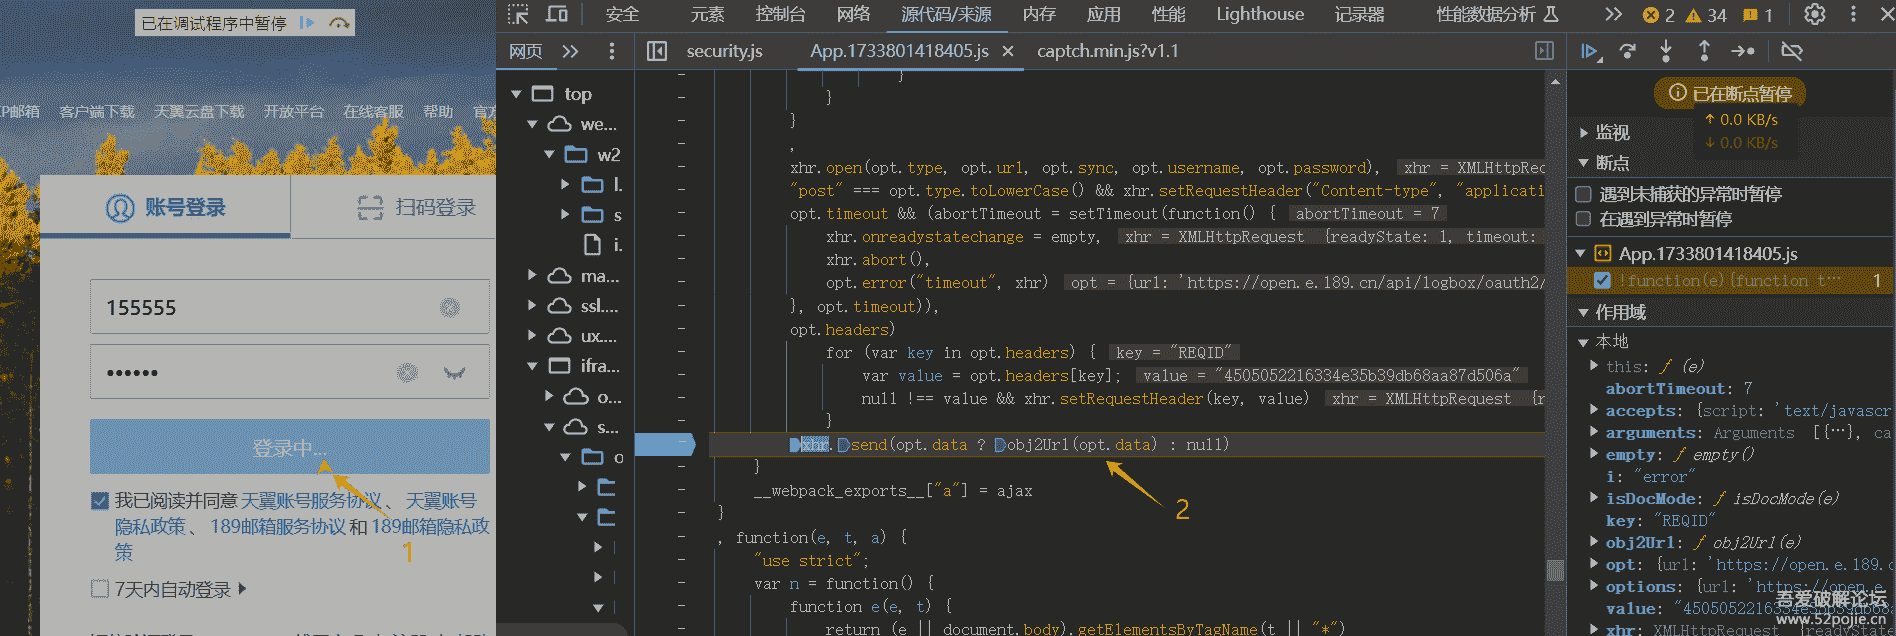 已在调试程序中暂停
P邮箱 客户端下载 天翼云盘下载 开放平台 在线客服 帮助 官方
账号登录
扫码登录
155555
••••••
登录中...
1
我已阅读并同意 天翼账号服务协议、天翼账号
隐私政策、189邮箱服务协议 和 189邮箱隐私政
策
7天内自动登录
安全 元素 控制台 网络 源代码/来源 内存 应用 性能 Lighthouse 记录器 性能数据分析 2 34 1
网页
security.js App.1733801418405.js × captch.min.js?v1.1
top
we...
w2
l.
s
i.
ma...
ssl....
ux....
ifra...
o...
s...
o
}
}
}
,
xhr.open(opt.type, opt.url, opt.sync, opt.username, opt.password), xhr = XMLHttpReq
"post" === opt.type.toLowerCase() && xhr.setRequestHeader("Content-type", "applicati
opt.timeout && (abortTimeout = setTimeout(function() { abortTimeout = 7
xhr.onreadystatechange = empty, xhr = XMLHttpRequest {readyState: 1, timeout:
xhr.abort(),
opt.error("timeout", xhr) opt = {url: 'https://open.e.189.cn/api/logbox/oauth2/
}, opt.timeout)),
opt.headers)
for (var key in opt.headers) { key = "REQID"
var value = opt.headers[key]; value = "4505052216334e35b39db68aa87d506a"
null !== value && xhr.setRequestHeader(key, value) xhr = XMLHttpRequest {r
}
xhr.send(opt.data ? obj2Url(opt.data) : null)
}
__webpack_exports__["a"] = ajax
}
2
, function(e, t, a) {
"use strict";
var n = function() {
function e(e, t) {
return (e || document.body).getElementsByTagName(t || "*")
已在断点暂停
↑ 0.0 KB/s
↓ 0.0 KB/s
监视
断点
遇到未捕获的异常时暂停
在遇到异常时暂停
App.1733801418405.js
!function(e){function t… 1
作用域
本地
this: ƒ (e)
abortTimeout: 7
accepts: {script: 'text/javascr
arguments: Arguments [{…}, ca
empty: ƒ empty()
i: "error"
isDocMode: ƒ isDocMode(e)
key: "REQID"
obj2Url: ƒ obj2Url(e)
opt: {url: 'https://open.e.189.c
options: {url: 'https://open.e
value: "4505052216334e35b39db6
xhr: XMLHttpRequest {readyState
吾爱破解论坛
www.52pojie.cn